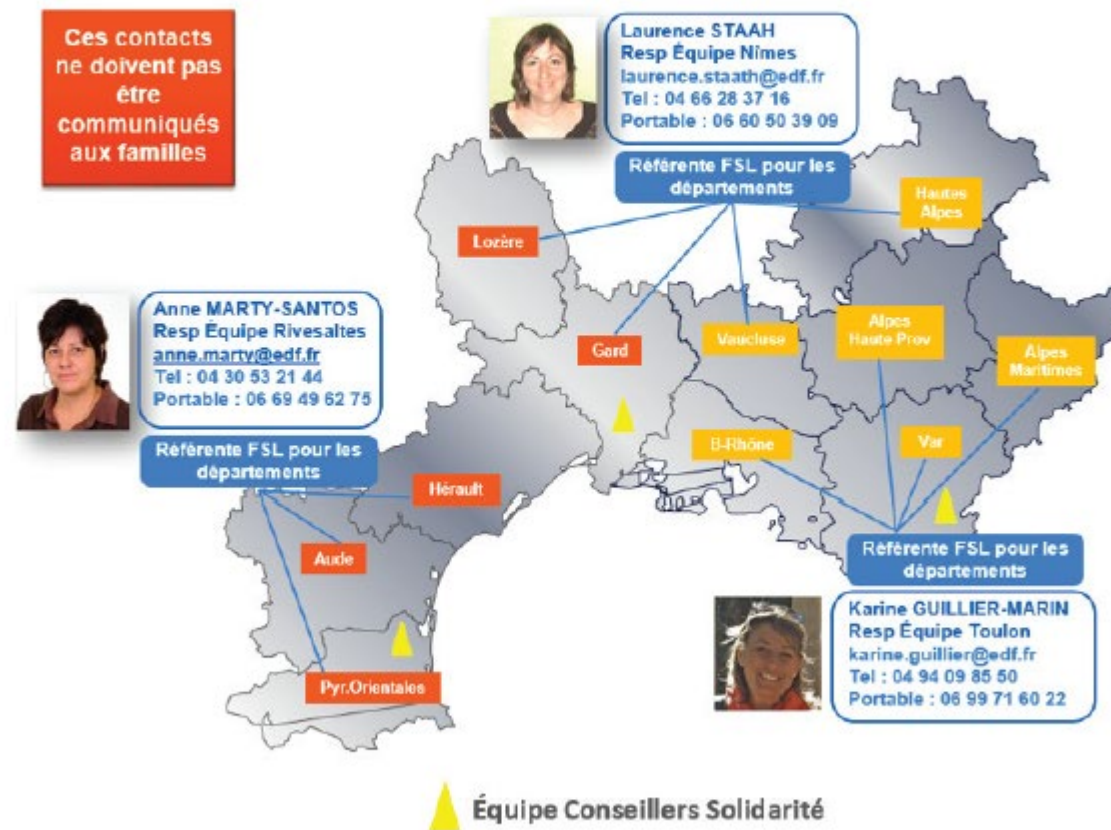 Ces contacts
ne doivent pas
être
communiqués
aux familles
Laurence STAAH
Resp Équipe Nîmes
laurence.staath@edf.fr
Tel : 04 66 28 37 16
Portable : 06 60 50 39 09
Référente FSL pour les
départements
Hautes
Alpes
Lozère
Anne MARTY-SANTOS
Resp Équipe Rivesaltes
anne.marty@edf.fr
Tel : 04 30 53 21 44
Portable : 06 69 49 62 75
Référente FSL pour les
départements
Gard
Vaucluse
Alpes
Haute Prov
Alpes
Maritimes
B-Rhône
Var
Hérault
Aude
Pyr.Orientales
Référente FSL pour les
départements
Karine GUILLIER-MARIN
Resp Équipe Toulon
karine.guillier@edf.fr
Tel : 04 94 09 85 50
Portable : 06 99 71 60 22
Équipe Conseillers Solidarité